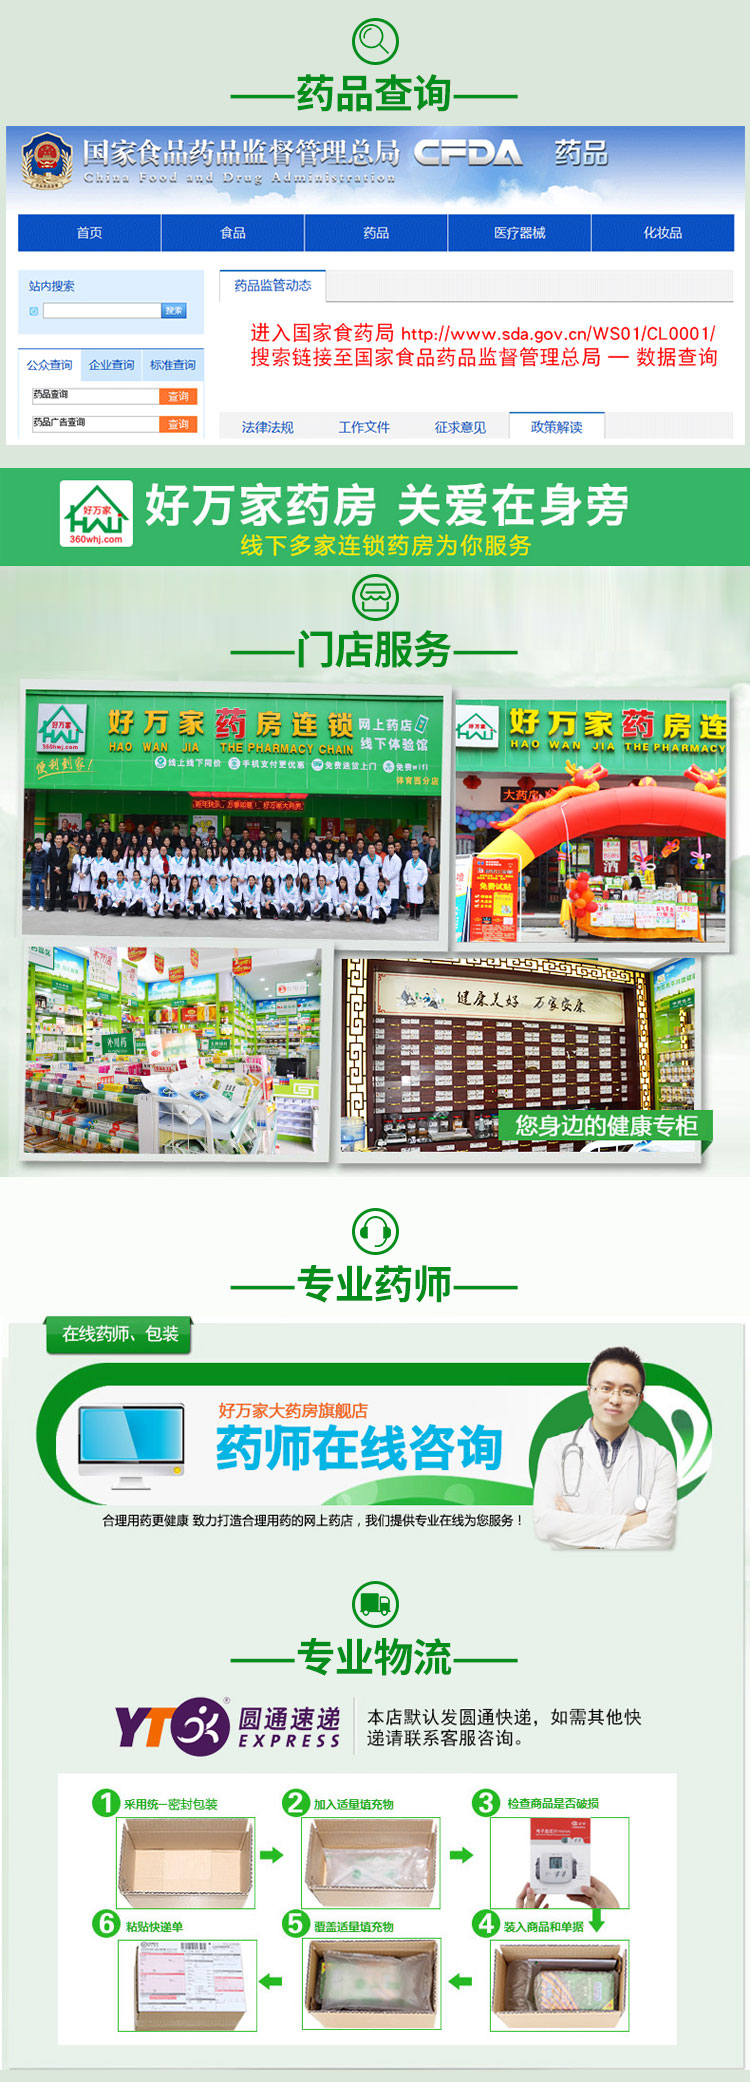 药品查询
国家食品药品监督管理总局 CFDA 药品
China Food and Drug Administration
首页 食品 药品 医疗器械 化妆品
站内搜索
搜索
药品监管动态
进入国家食药局 http://www.sda.gov.cn/WS01/CL0001/
搜索链接至国家食品药品监督管理总局 — 数据查询
公众查询 企业查询 标准查询
药品查询 查询
药品广告查询 查询
法律法规 工作文件 征求意见 政策解读
好万家
HALI
360whj.com
好万家药房 关爱在身旁
线下多家连锁药房为你服务
门店服务
好万家
360hwj.com
便利到家!
好万家药房连锁
HAO WAN JIA THE PHARMACY CHAIN
网上药店
线下体验馆
线上线下同价 手机支付更优惠 免费送货上门 免费wifi
体育西分店
好万家
好万家药房连
HAO WAN JIA THE PHARMACY
大药房
免费试贴
外用药
健康美好 万家安康
您身边的健康专柜
专业药师
在线药师、包装
好万家大药房旗舰店
药师在线咨询
合理用药更健康 致力打造合理用药的网上药店，我们提供专业在线为您服务！
专业物流
YTO 圆通速递
EXPRESS
本店默认发圆通快递，如需其他快
递请联系客服咨询。
1 采用统一密封包装
2 加入适量填充物
3 检查商品是否破损
4 装入商品和单据
5 覆盖适量填充物
6 粘贴快递单